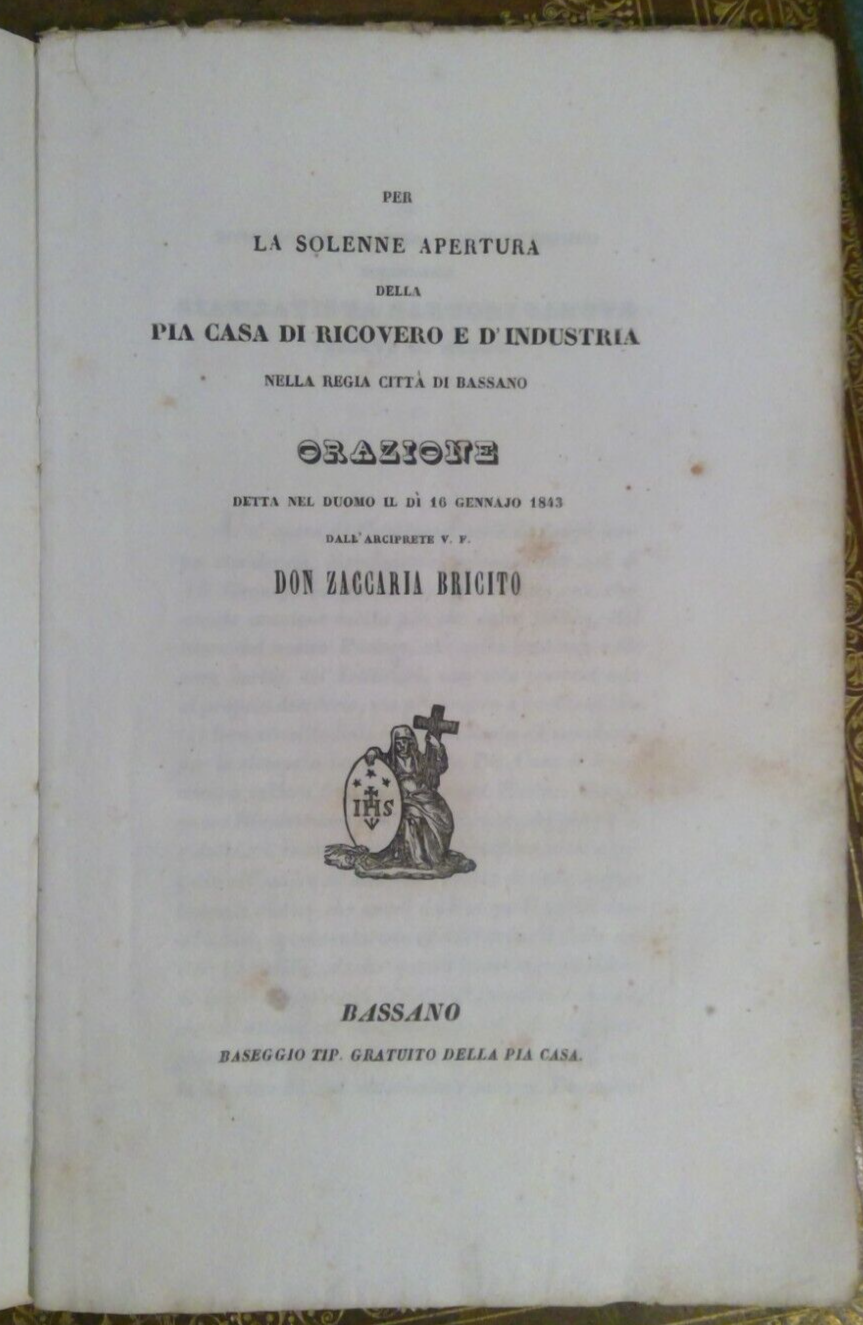 PER
LA SOLENNE APERTURA
DELLA
PIA CASA DI RICOVERO E D'INDUSTRIA
NELLA REGIA CITTÀ DI BASSANO
ORAZIONE
DETTA NEL DUOMO IL DÌ 16 GENNAJO 1843
DALL'ARCIPRETE V. F.
DON ZACCARIA BRICITO
IHS
BASSANO
BASEGGIO TIP. GRATUITO DELLA PIA CASA.